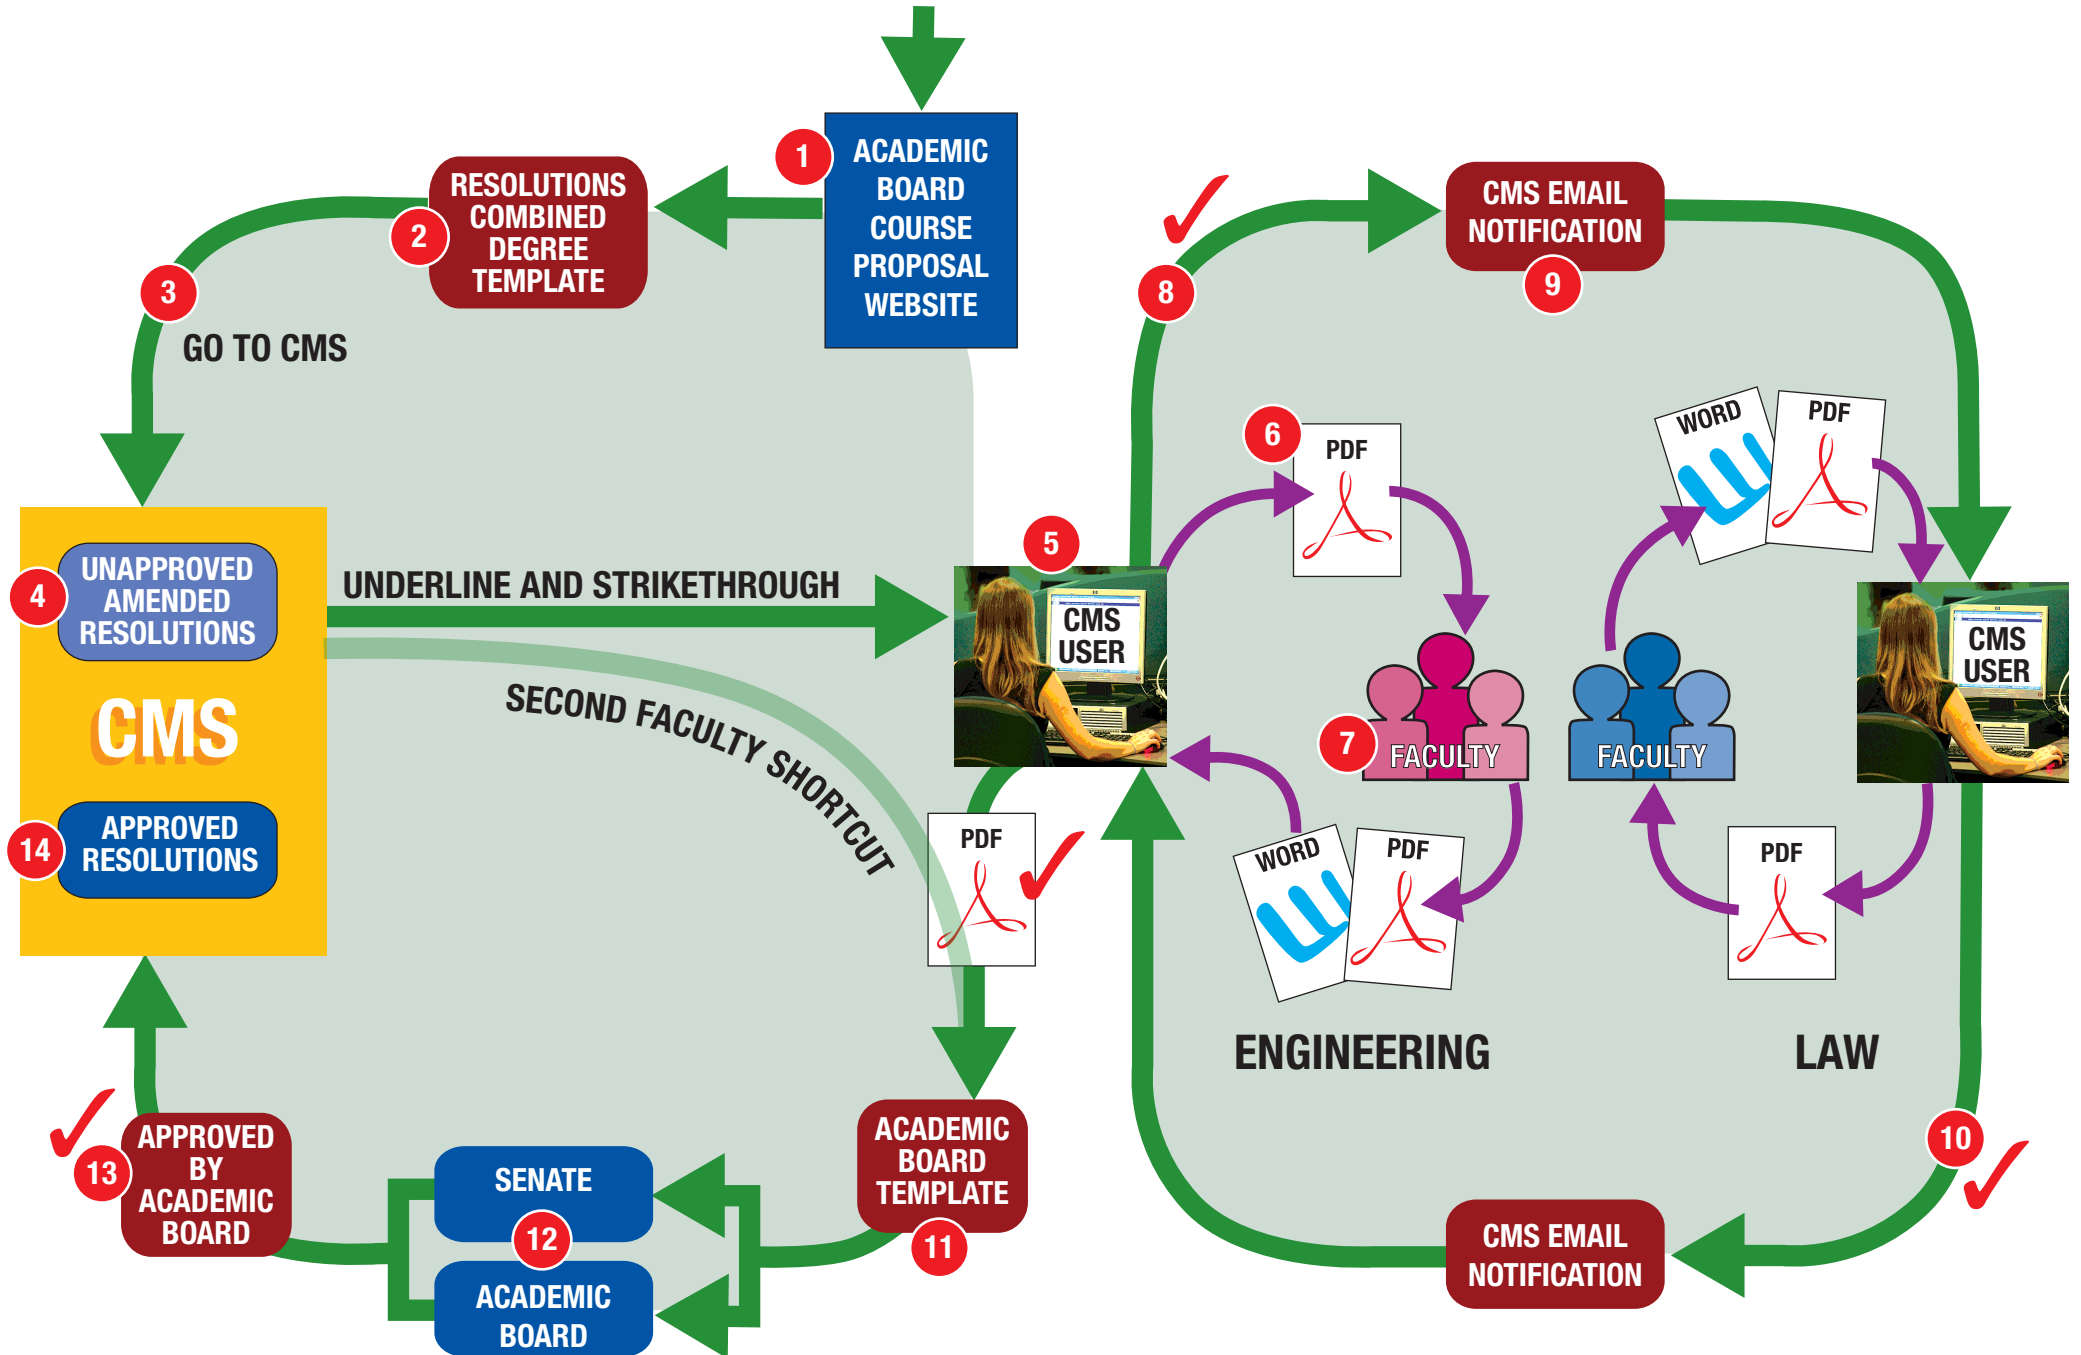 1
ACADEMIC
BOARD
COURSE
PROPOSAL
WEBSITE
2
RESOLUTIONS
COMBINED
DEGREE
TEMPLATE
3
GO TO CMS
4
UNAPPROVED
AMENDED
RESOLUTIONS
CMS
14
APPROVED
RESOLUTIONS
UNDERLINE AND STRIKETHROUGH
SECOND FACULTY SHORTCUT
5
CMS
USER
6
PDF
7
FACULTY
WORD
PDF
ENGINEERING
8
CMS EMAIL
NOTIFICATION
9
WORD
PDF
CMS
USER
FACULTY
PDF
LAW
10
CMS EMAIL
NOTIFICATION
PDF
ACADEMIC
BOARD
TEMPLATE
11
SENATE
12
ACADEMIC
BOARD
13
APPROVED
BY
ACADEMIC
BOARD